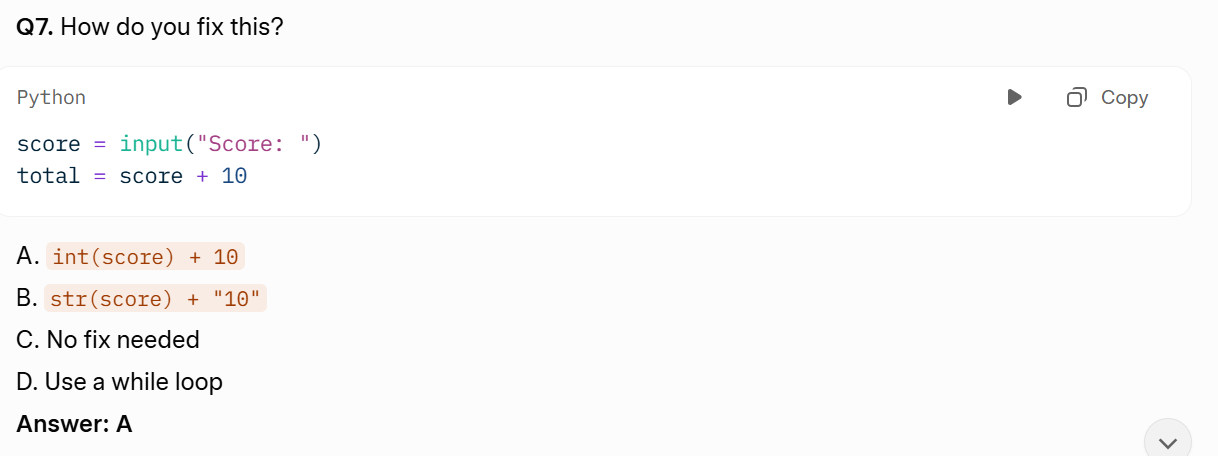 Q7. How do you fix this?
Python
Copy
score = input("Score: ")
total = score + 10
A. int(score) + 10
B. str(score) + "10"
C. No fix needed
D. Use a while loop
Answer: A